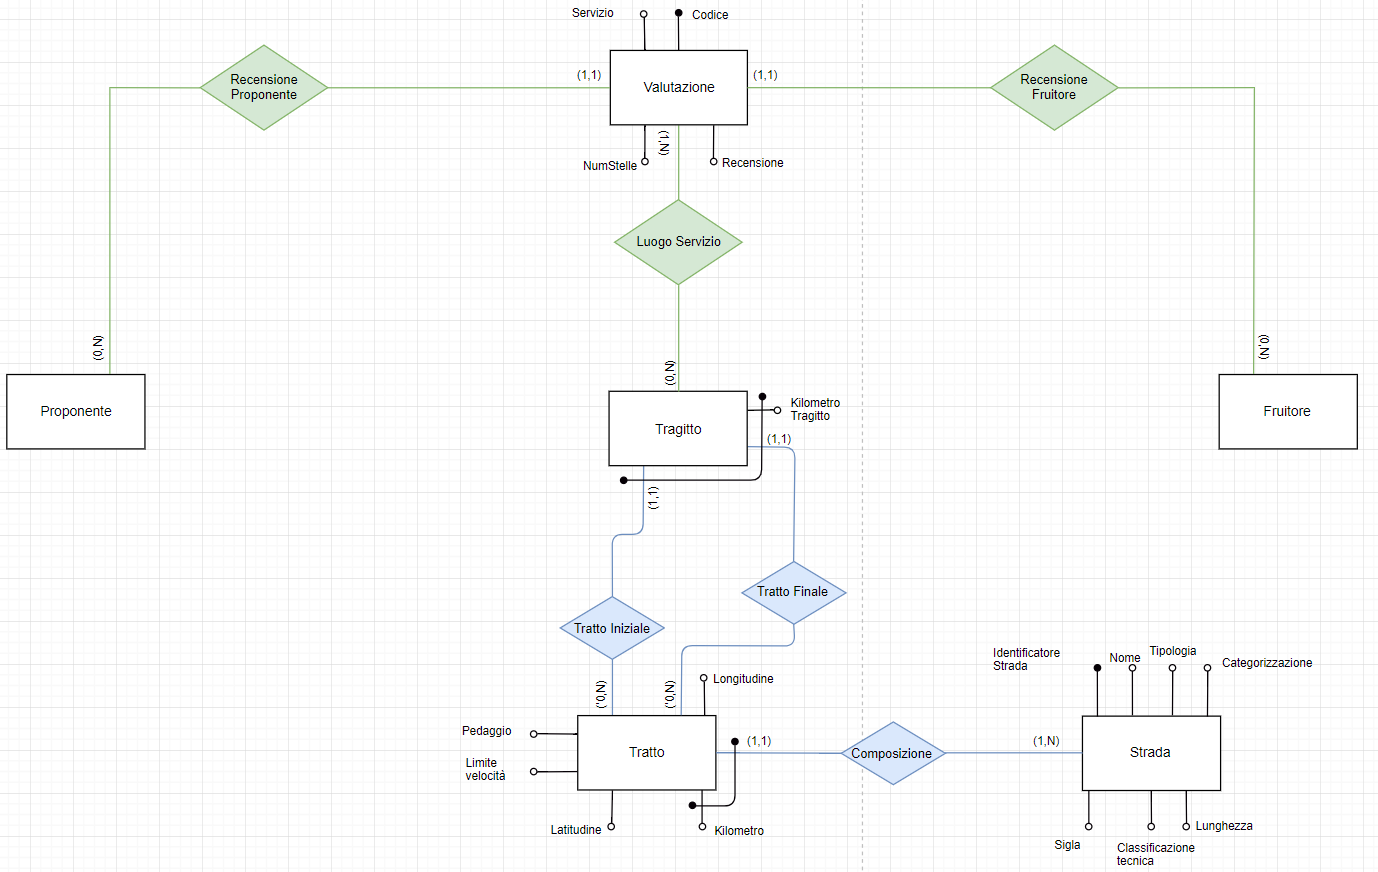 Servizio
Codice
Recensione
Proponente
(1,1)
Valutazione
(1,1)
Recensione
Fruitore
(1,N)
NumStelle
Recensione
Luogo Servizio
(0,N)
(0,N)
(0,N)
Proponente
Tragitto
Kilometro
Tragitto
(1,1)
Fruitore
(1,1)
Tratto Finale
Tratto Iniziale
Identificatore
Strada
Nome
Tipologia
Categorizzazione
('0,N)
('0,N)
Longitudine
Pedaggio
Limite
velocità
Tratto
(1,1)
Composizione
(1,N)
Strada
Latitudine
Kilometro
Sigla
Classificazione
tecnica
Lunghezza